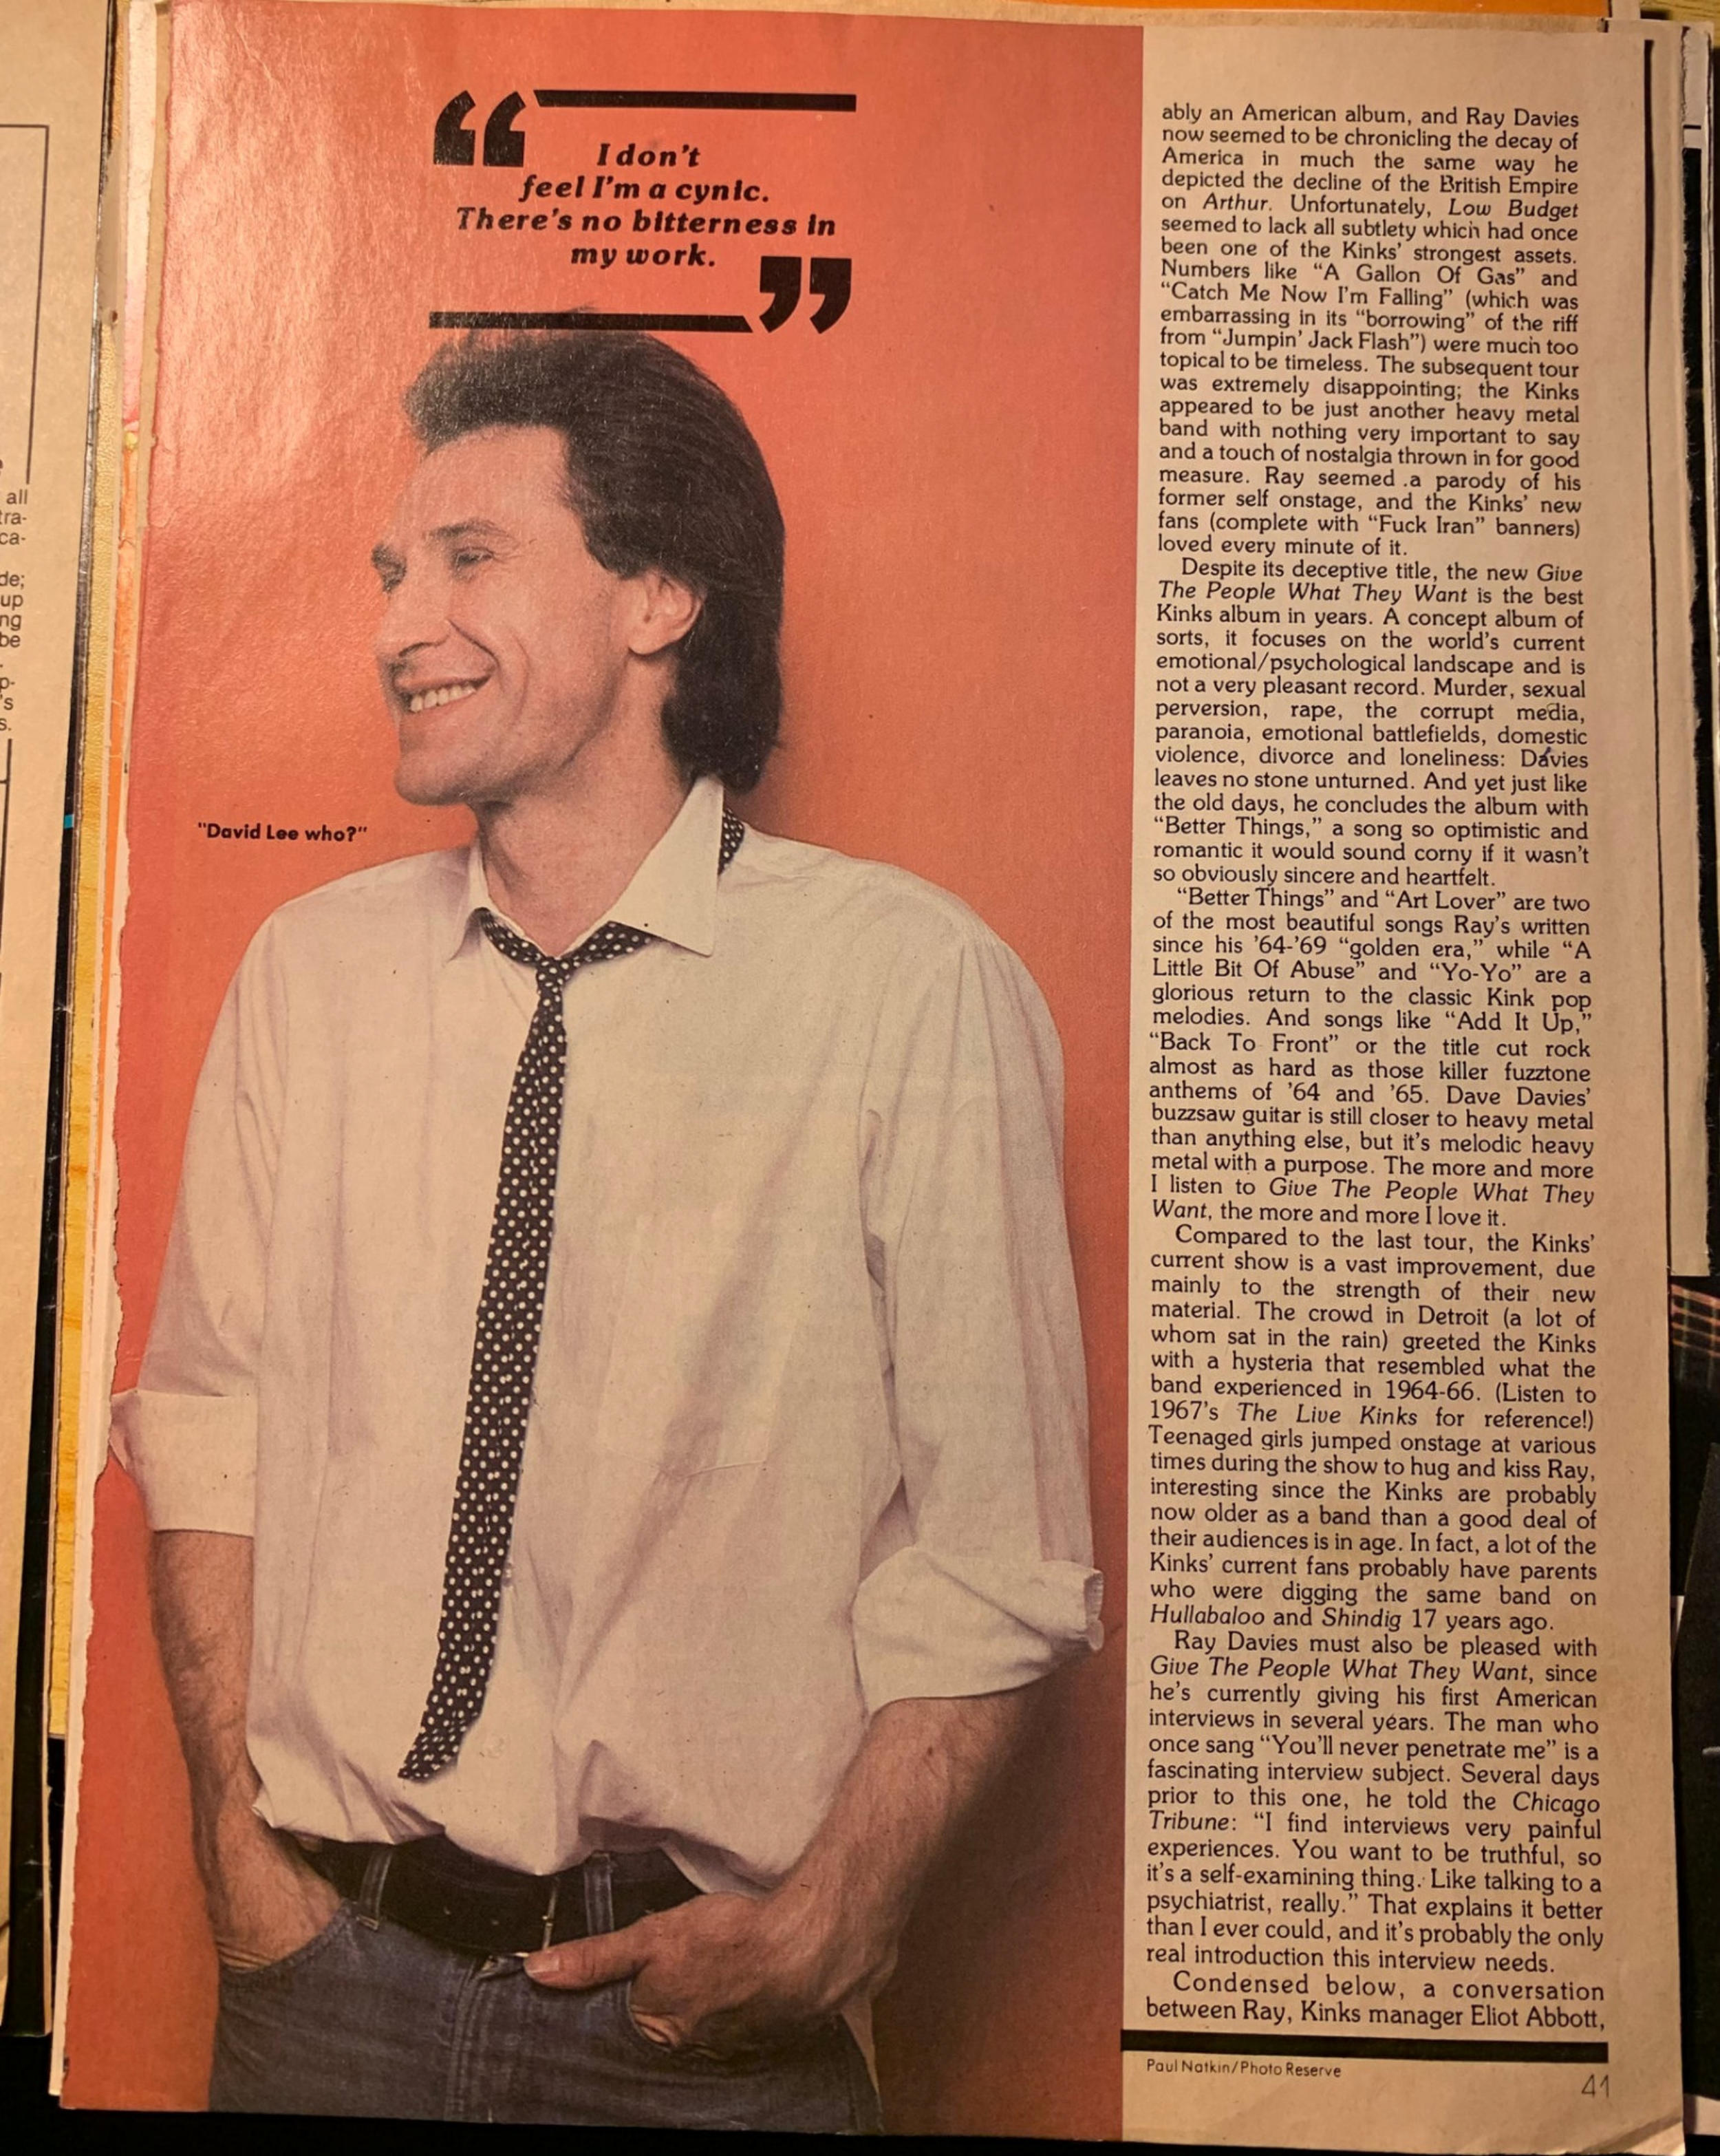 all
tra-
ca-
de;
up
ng
be
p-
's
s.
“
I don't
feel I'm a cynic.
There's no bitterness in
my work.
”
"David Lee who?"
ably an American album, and Ray Davies
now seemed to be chronicling the decay of
America in much the same way he
depicted the decline of the British Empire
on Arthur. Unfortunately, Low Budget
seemed to lack all subtlety which had once
been one of the Kinks' strongest assets.
Numbers like “A Gallon Of Gas” and
“Catch Me Now I'm Falling” (which was
embarrassing in its “borrowing” of the riff
from “Jumpin' Jack Flash”) were much too
topical to be timeless. The subsequent tour
was extremely disappointing; the Kinks
appeared to be just another heavy metal
band with nothing very important to say
and a touch of nostalgia thrown in for good
measure. Ray seemed .a parody of his
former self onstage, and the Kinks' new
fans (complete with “Fuck Iran” banners)
loved every minute of it.
Despite its deceptive title, the new Give
The People What They Want is the best
Kinks album in years. A concept album of
sorts, it focuses on the world's current
emotional/psychological landscape and is
not a very pleasant record. Murder, sexual
perversion, rape, the corrupt media,
paranoia, emotional battlefields, domestic
violence, divorce and loneliness: Davies
leaves no stone unturned. And yet just like
the old days, he concludes the album with
“Better Things,” a song so optimistic and
romantic it would sound corny if it wasn't
so obviously sincere and heartfelt.
“Better Things” and “Art Lover” are two
of the most beautiful songs Ray's written
since his '64-'69 “golden era,” while “A
Little Bit Of Abuse” and “Yo-Yo” are a
glorious return to the classic Kink pop
melodies. And songs like “Add It Up,”
“Back To Front” or the title cut rock
almost as hard as those killer fuzztone
anthems of '64 and '65. Dave Davies'
buzzsaw guitar is still closer to heavy metal
than anything else, but it's melodic heavy
metal with a purpose. The more and more
I listen to Give The People What They
Want, the more and more I love it.
Compared to the last tour, the Kinks'
current show is a vast improvement, due
mainly to the strength of their new
material. The crowd in Detroit (a lot of
whom sat in the rain) greeted the Kinks
with a hysteria that resembled what the
band experienced in 1964-66. (Listen to
1967's The Live Kinks for reference!)
Teenaged girls jumped onstage at various
times during the show to hug and kiss Ray,
interesting since the Kinks are probably
now older as a band than a good deal of
their audiences is in age. In fact, a lot of the
Kinks' current fans probably have parents
who were digging the same band on
Hullabaloo and Shindig 17 years ago.
Ray Davies must also be pleased with
Give The People What They Want, since
he's currently giving his first American
interviews in several years. The man who
once sang “You'll never penetrate me” is a
fascinating interview subject. Several days
prior to this one, he told the Chicago
Tribune: “I find interviews very painful
experiences. You want to be truthful, so
it's a self-examining thing. Like talking to a
psychiatrist, really.” That explains it better
than I ever could, and it's probably the only
real introduction this interview needs.
Condensed below, a conversation
between Ray, Kinks manager Eliot Abbott,
Paul Natkin/Photo Reserve
41